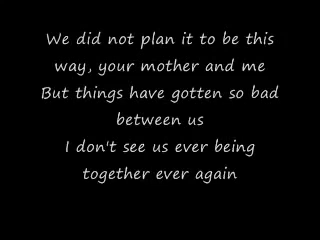 We did not plan it to be this
way, your mother and me
But things have gotten so bad
between us
I don't see us ever being
together ever again